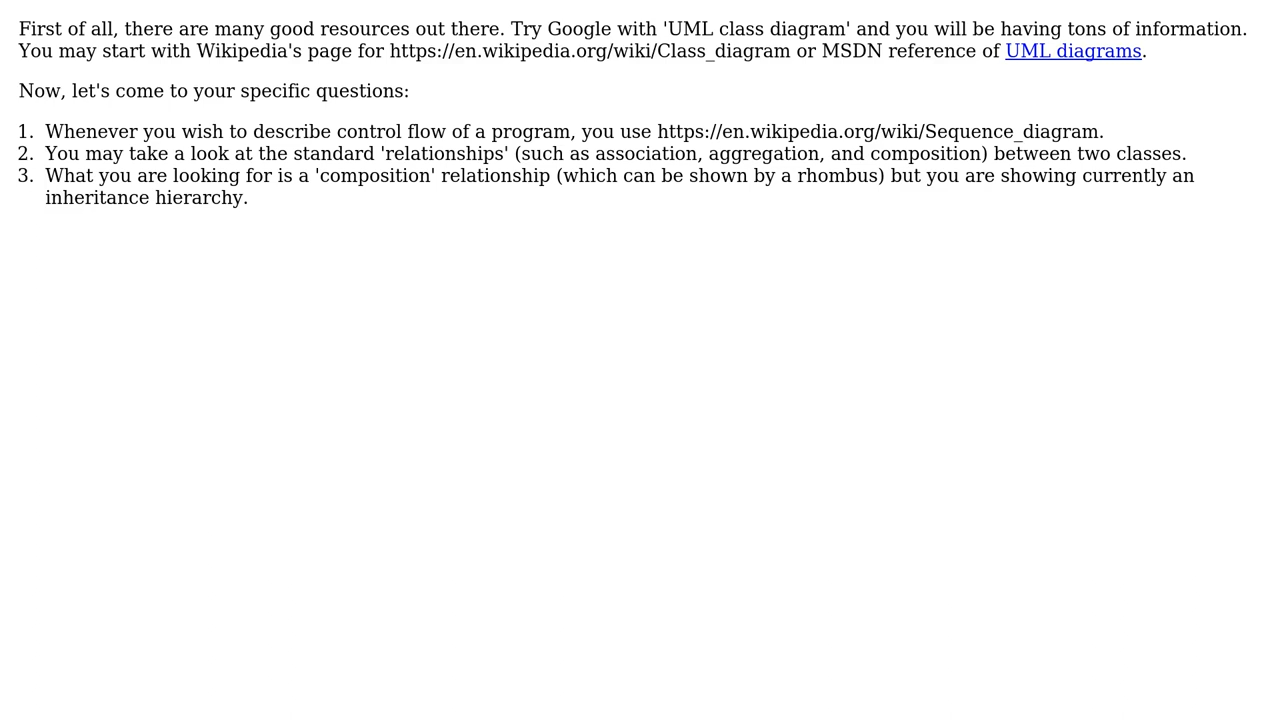 First of all, there are many good resources out there. Try Google with 'UML class diagram' and you will be having tons of information.
You may start with Wikipedia's page for https://en.wikipedia.org/wiki/Class_diagram or MSDN reference of UML diagrams.
Now, let's come to your specific questions:
1. Whenever you wish to describe control flow of a program, you use https://en.wikipedia.org/wiki/Sequence_diagram.
2. You may take a look at the standard 'relationships' (such as association, aggregation, and composition) between two classes.
3. What you are looking for is a 'composition' relationship (which can be shown by a rhombus) but you are showing currently an
inheritance hierarchy.